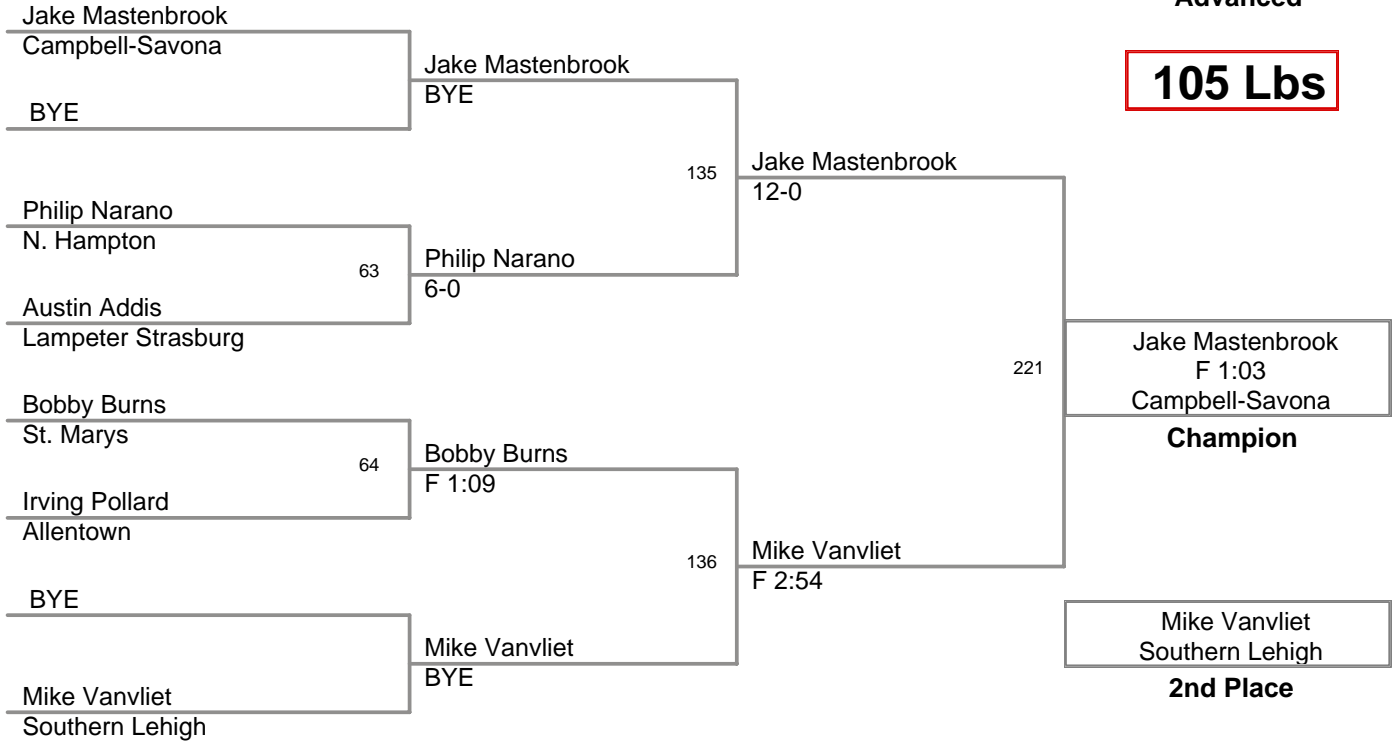 Advanced
105 Lbs
Jake Mastenbrook
Campbell-Savona
BYE
Jake Mastenbrook
BYE
135
Jake Mastenbrook
12-0
Philip Narano
N. Hampton
63
Philip Narano
6-0
Austin Addis
Lampeter Strasburg
221
Jake Mastenbrook
F 1:03
Campbell-Savona
Champion
Bobby Burns
St. Marys
64
Bobby Burns
F 1:09
Irving Pollard
Allentown
136
Mike Vanvliet
F 2:54
BYE
Mike Vanvliet
BYE
Mike Vanvliet
Southern Lehigh
Mike Vanvliet
Southern Lehigh
2nd Place